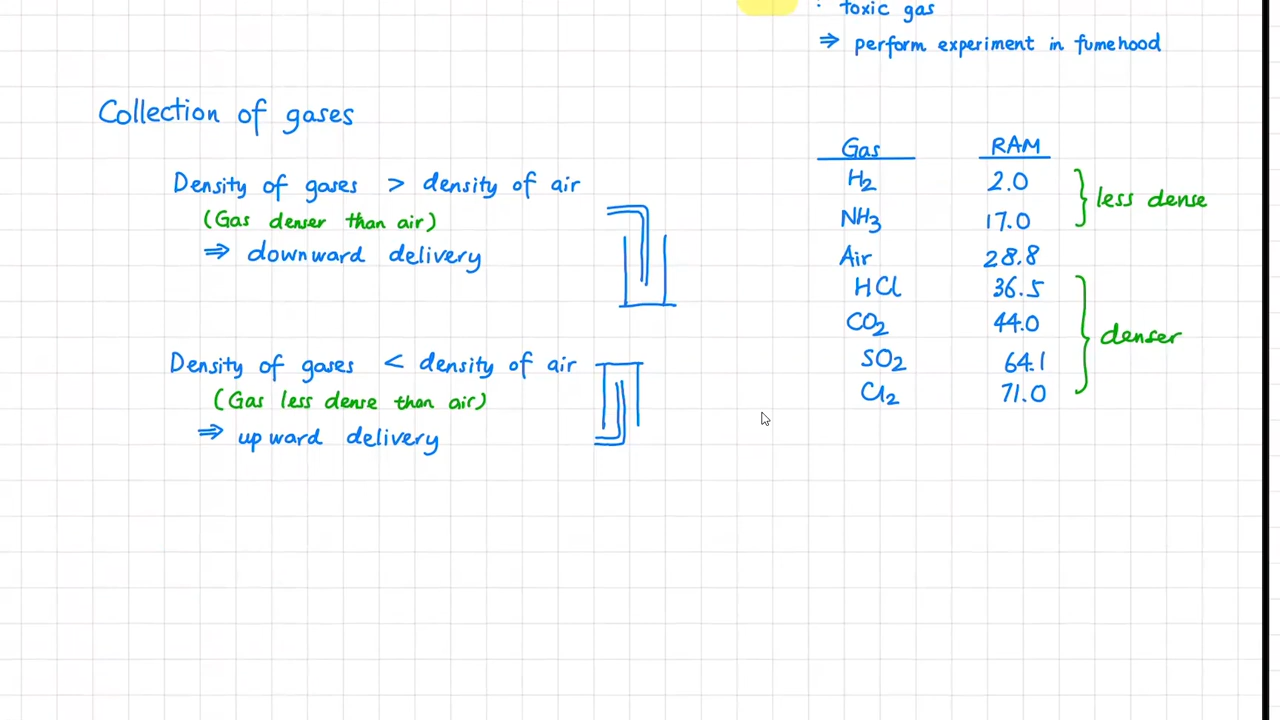 : toxic gas
⇒ perform experiment in fumehood
Collection of gases
Density of gases > density of air
(Gas denser than air)
⇒ downward delivery
Density of gases < density of air
(Gas less dense than air)
⇒ upward delivery
Gas RAM
H₂ 2.0
NH₃ 17.0
less dense
Air 28.8
HCl 36.5
CO₂ 44.0
SO₂ 64.1
Cl₂ 71.0
denser